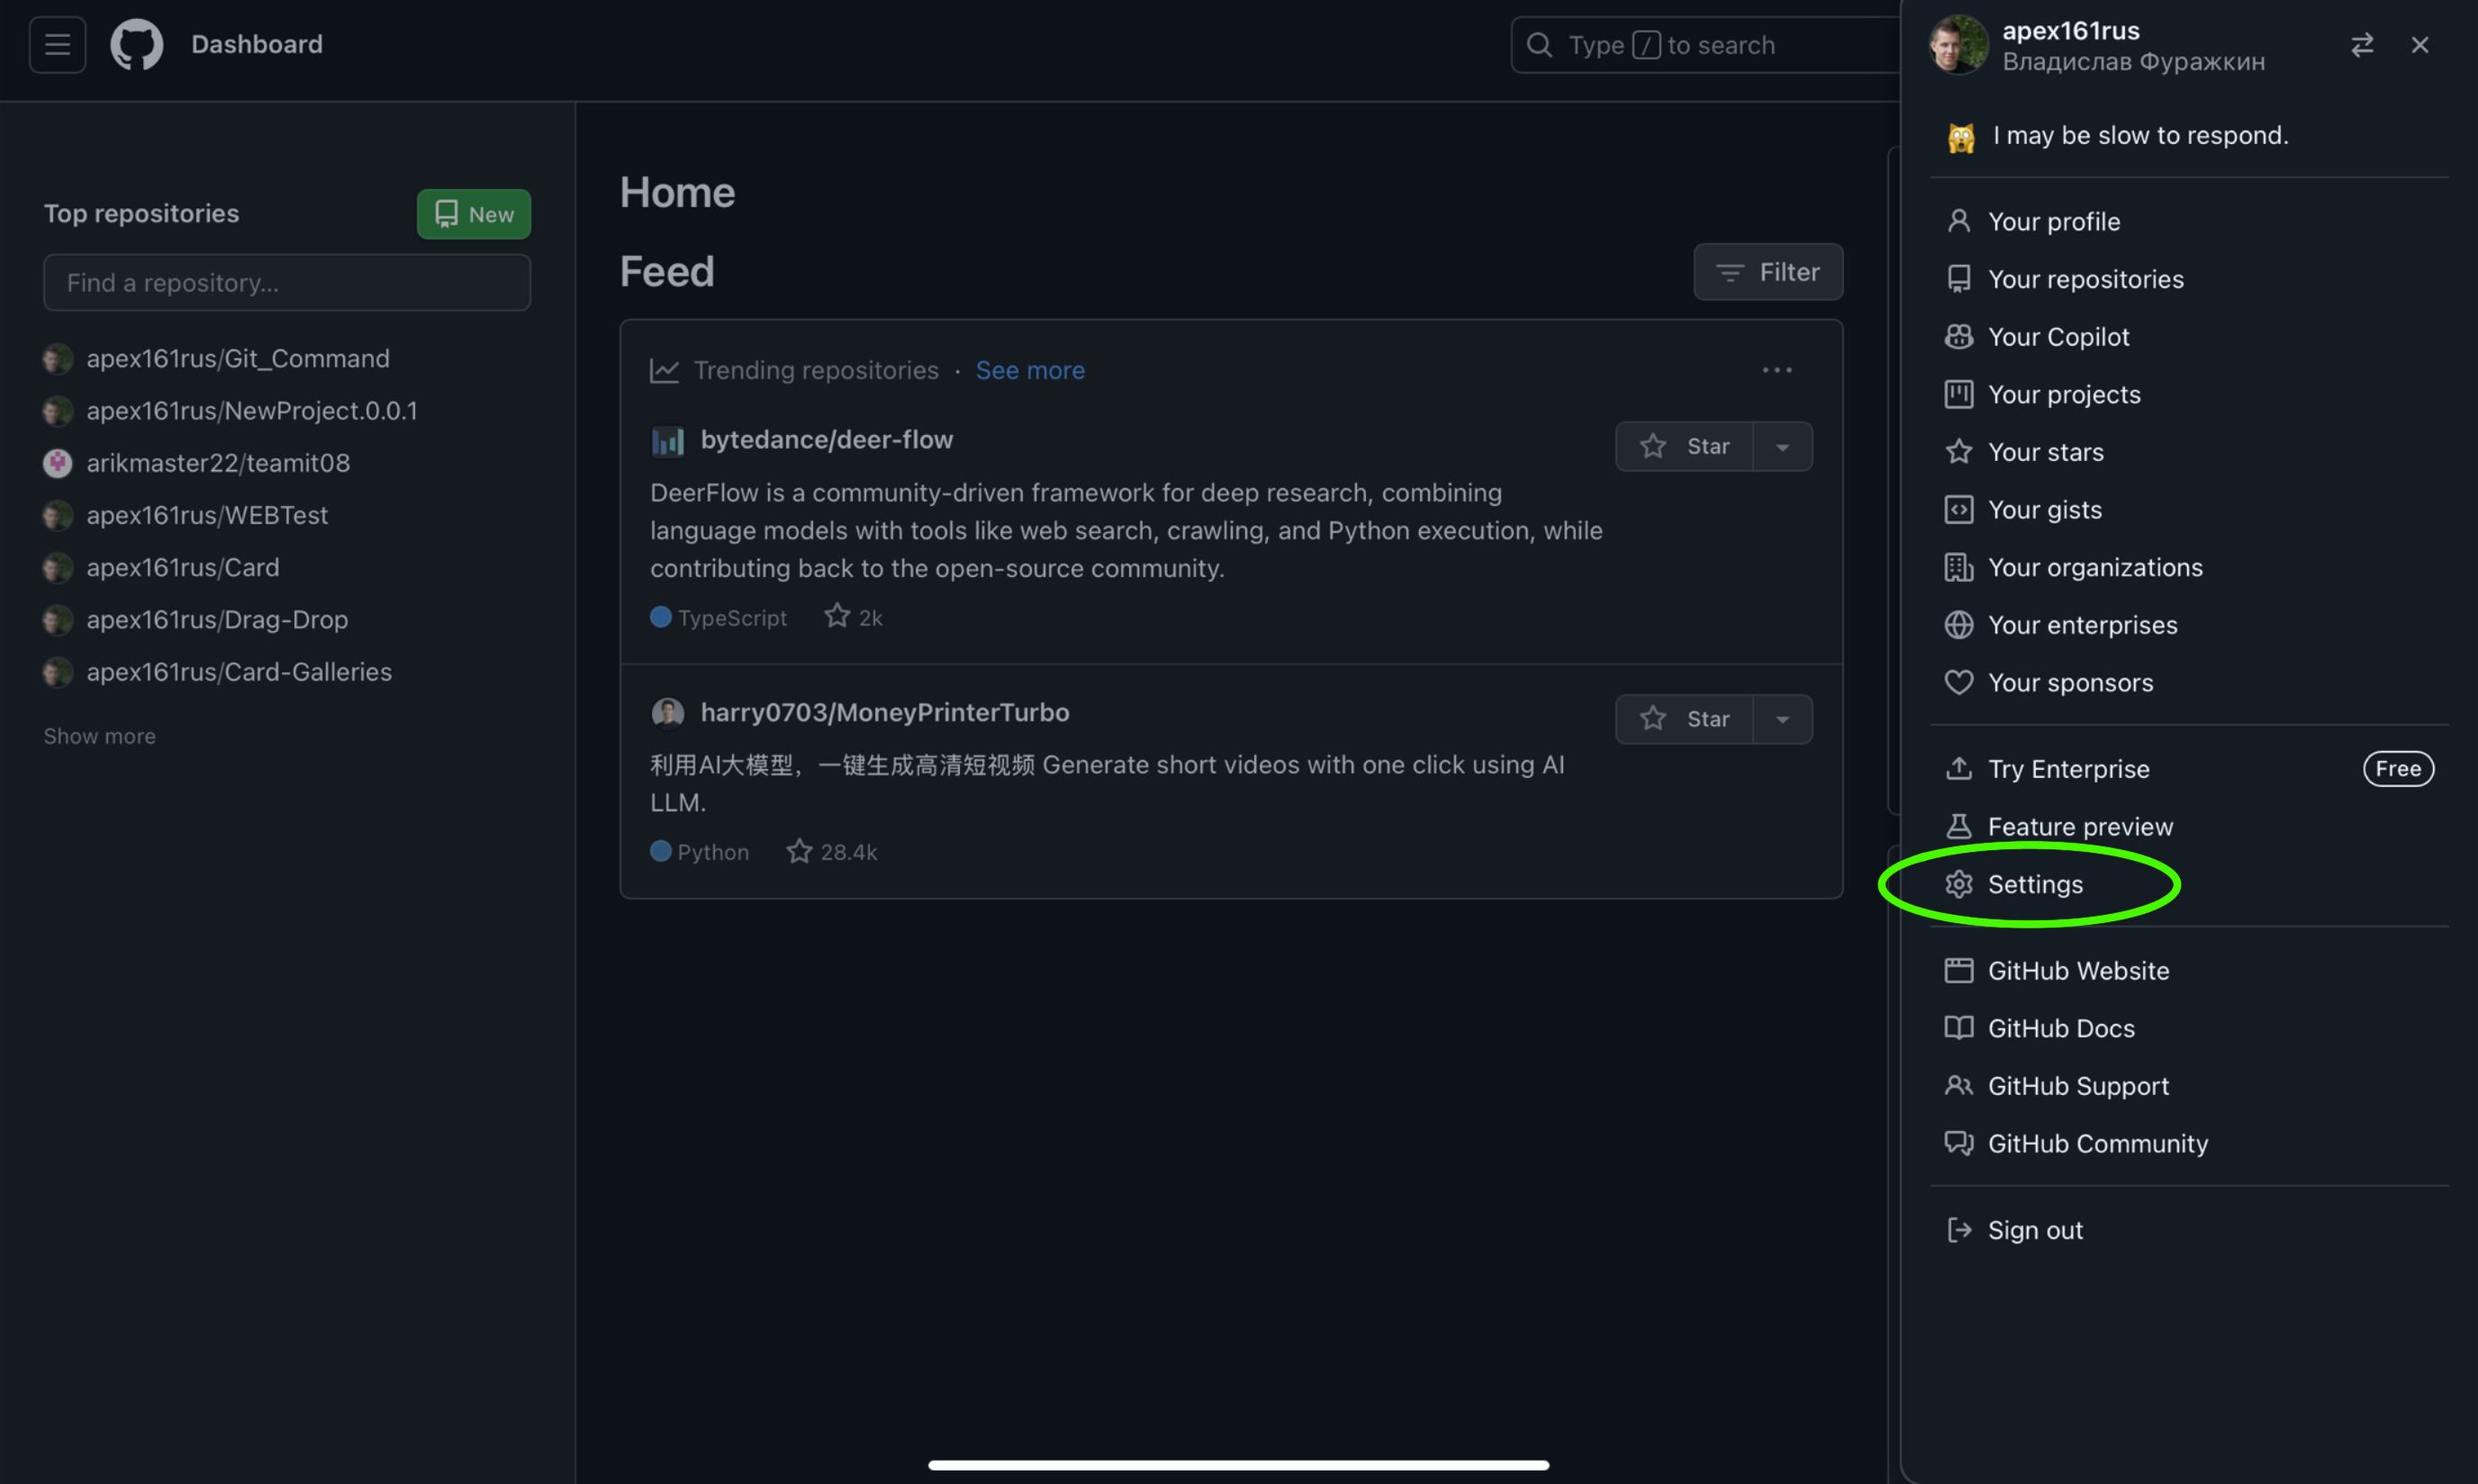 Dashboard
Type / to search
Top repositories
New
Find a repository...
apex161rus/Git_Command
apex161rus/NewProject.0.0.1
arikmaster22/teamit08
apex161rus/WEBTest
apex161rus/Card
apex161rus/Drag-Drop
apex161rus/Card-Galleries
Show more
Home
Feed
Filter
Trending repositories · See more
bytedance/deer-flow
Star
DeerFlow is a community-driven framework for deep research, combining
language models with tools like web search, crawling, and Python execution, while
contributing back to the open-source community.
TypeScript 2k
harry0703/MoneyPrinterTurbo
Star
利用AI大模型，一键生成高清短视频 Generate short videos with one click using AI
LLM.
Python 28.4k
apex161rus
Владислав Фуражкин
I may be slow to respond.
Your profile
Your repositories
Your Copilot
Your projects
Your stars
Your gists
Your organizations
Your enterprises
Your sponsors
Try Enterprise Free
Feature preview
Settings
GitHub Website
GitHub Docs
GitHub Support
GitHub Community
Sign out